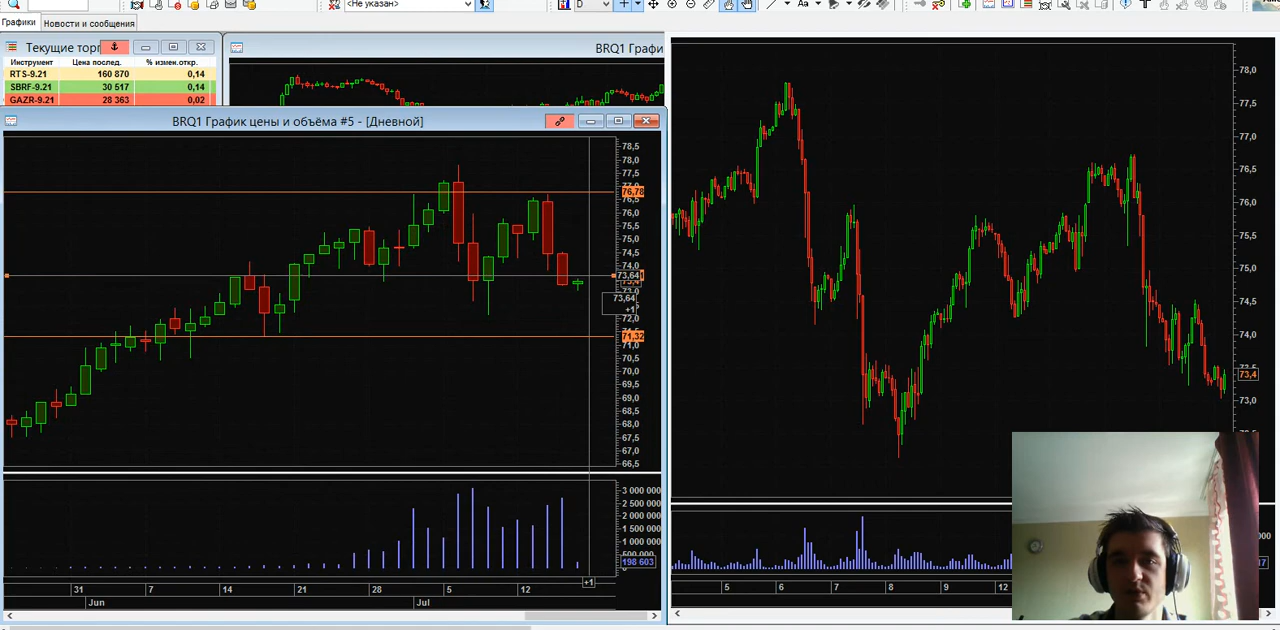 <Не указан>
D
T
Aa
Графики
Новости и сообщения
Текущие торг
Инструмент Цена послед. % измен.откр.
RTS-9.21 160 870 0,14
SBRF-9.21 30 517 0,14
GAZR-9.21 28 363 0,02
BRQ1 Графи
BRQ1 График цены и объёма #5 - [Дневной]
78,5
78,0
77,5
76,78
76,5
76,0
75,5
75,0
74,5
74,0
73,64
73,64
+1
72,0
71,32
71,0
70,5
70,0
69,5
69,0
68,5
68,0
67,5
67,0
66,5
3 000 000
2 500 000
2 000 000
1 500 000
1 000 000
500 000
198 603
+1
31 7 14 21 28 5 12
Jun Jul
78,0
77,5
77,0
76,5
76,0
75,5
75,0
74,5
74,0
73,4
73,0
5 6 7 8 9 12